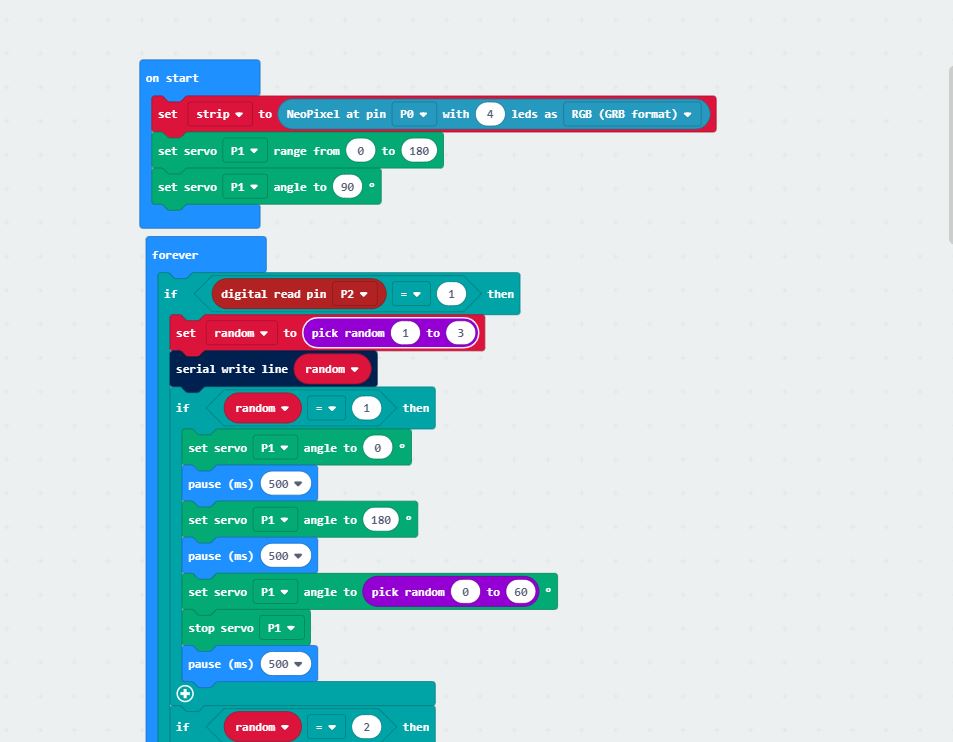 on start
set strip to NeoPixel at pin P0 with 4 leds as RGB (GRB format)
set servo P1 range from 0 to 180
set servo P1 angle to 90 °
forever
if digital read pin P2 = 1 then
set random to pick random 1 to 3
serial write line random
if random = 1 then
set servo P1 angle to 0 °
pause (ms) 500
set servo P1 angle to 180 °
pause (ms) 500
set servo P1 angle to pick random 0 to 60 °
stop servo P1
pause (ms) 500
if random = 2 then